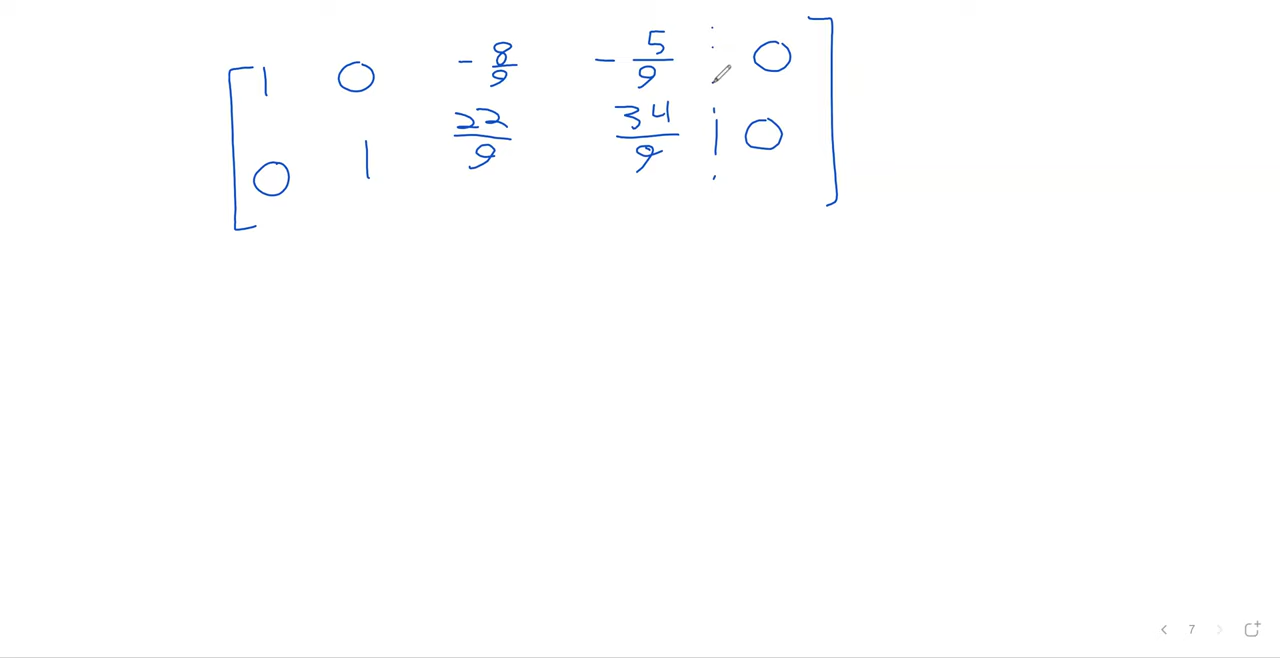 [ 1 0 -8/9 -5/9 ⋮ 0 ]
[ 0 1 22/9 34/9 ⋮ 0 ]
< 7 >